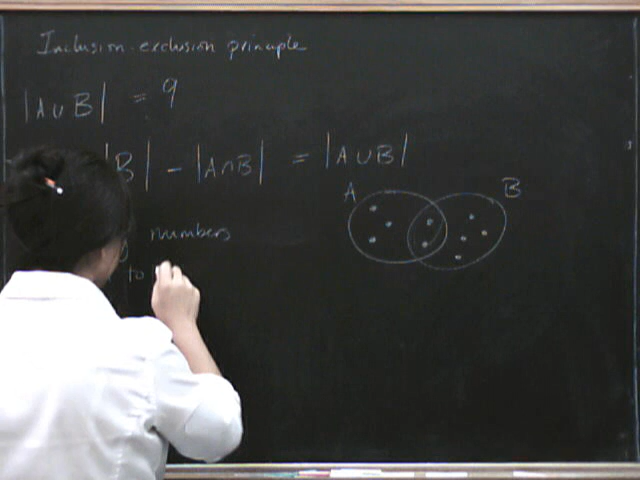 Inclusion-exclusion principle
|A∪B| = 9
|B| - |A∩B| = |A∪B|
A B
numbers
to